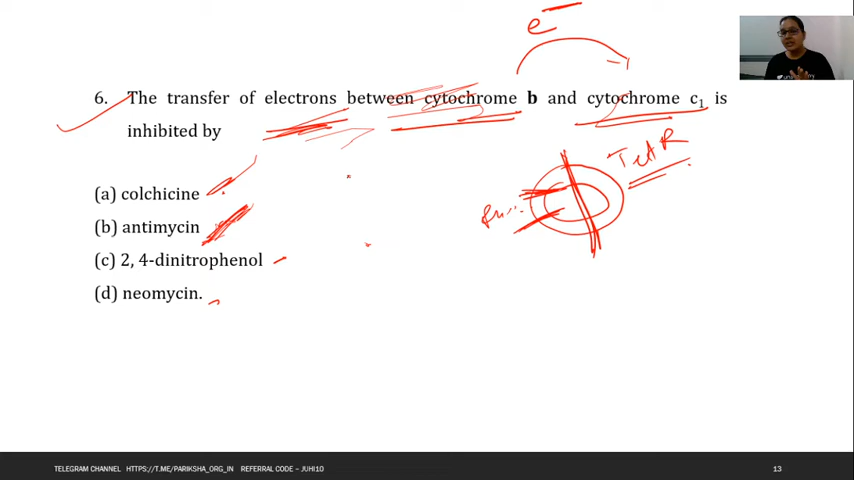 e⁻
6. The transfer of electrons between cytochrome b and cytochrome c₁ is
inhibited by
TetR
(a) colchicine
(b) antimycin
(c) 2, 4-dinitrophenol
(d) neomycin.
TELEGRAM CHANNEL HTTPS://T.ME/PARIKSHA_ORG_IN REFERRAL CODE – JUHI10
13